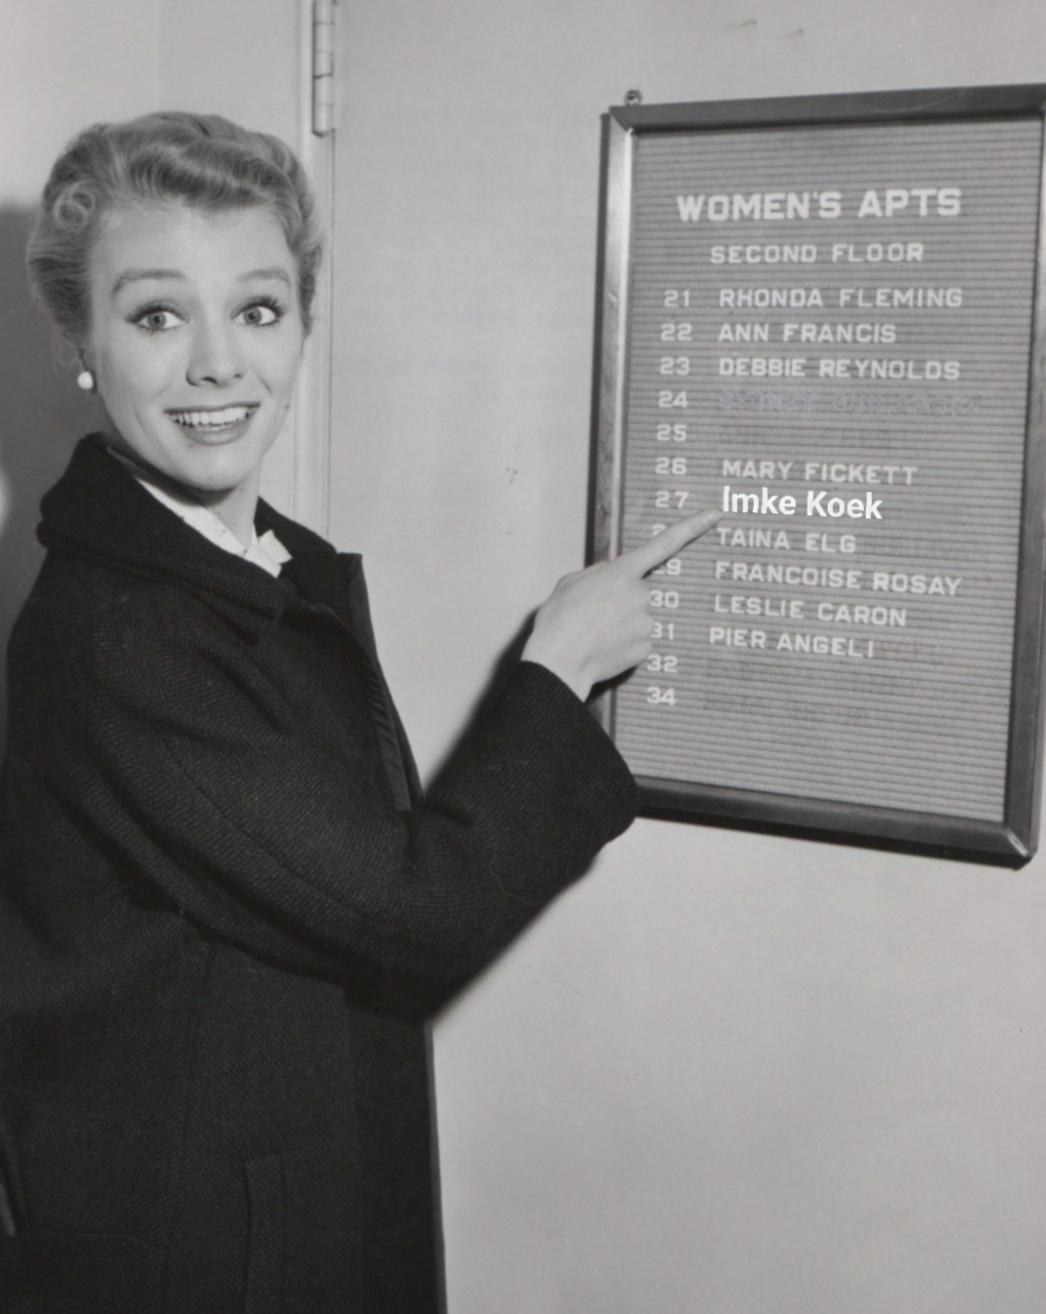 WOMEN'S APTS
SECOND FLOOR
21 RHONDA FLEMING
22 ANN FRANCIS
23 DEBBIE REYNOLDS
24
25
26 MARY FICKETT
27 Imke Koek
TAINA ELG
29 FRANCOISE ROSAY
30 LESLIE CARON
31 PIER ANGELI
32
34